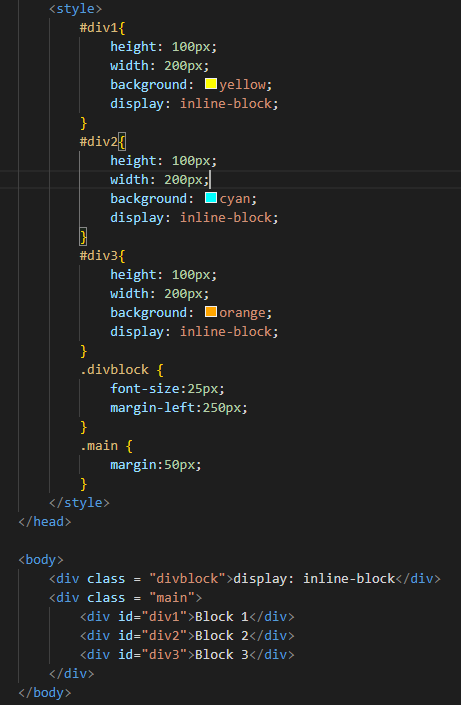 <style>
#div1{
height: 100px;
width: 200px;
background: yellow;
display: inline-block;
}
#div2{
height: 100px;
width: 200px;
background: cyan;
display: inline-block;
}
#div3{
height: 100px;
width: 200px;
background: orange;
display: inline-block;
}
.divblock {
font-size:25px;
margin-left:250px;
}
.main {
margin:50px;
}
</style>
</head>
<body>
<div class = "divblock">display: inline-block</div>
<div class = "main">
<div id="div1">Block 1</div>
<div id="div2">Block 2</div>
<div id="div3">Block 3</div>
</div>
</body>